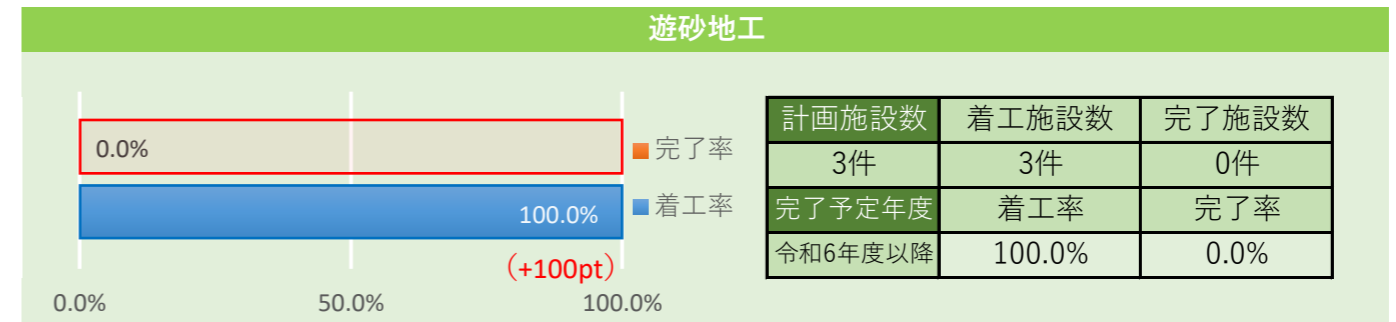 遊砂地工
0.0%
100.0%
(+100pt)
0.0% 50.0% 100.0%
完了率
着工率
計画施設数 着工施設数 完了施設数
3件 3件 0件
完了予定年度 着工率 完了率
令和6年度以降 100.0% 0.0%